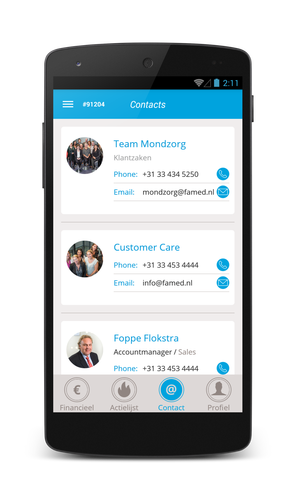 2:11
#91204 Contacts
Team Mondzorg
Klantzaken
Phone: +31 33 434 5250
Email: mondzorg@famed.nl
Customer Care
Phone: +31 33 453 4444
Email: info@famed.nl
Foppe Flokstra
Accountmanager / Sales
Phone: +31 33 453 4444
€ @
Financieel Actielijst Contact Profiel